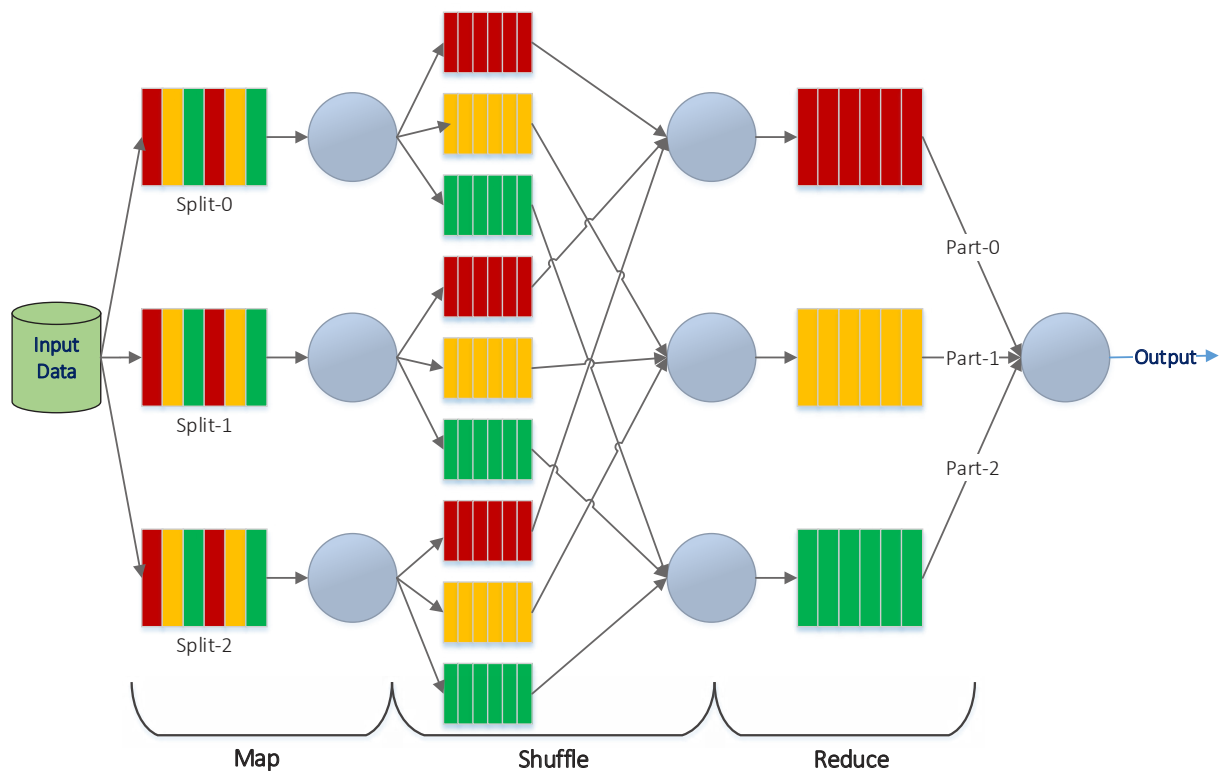 Split-0
Part-0
Input
Data
Split-1
Part-1
Output
Part-2
Split-2
Map
Shuffle
Reduce